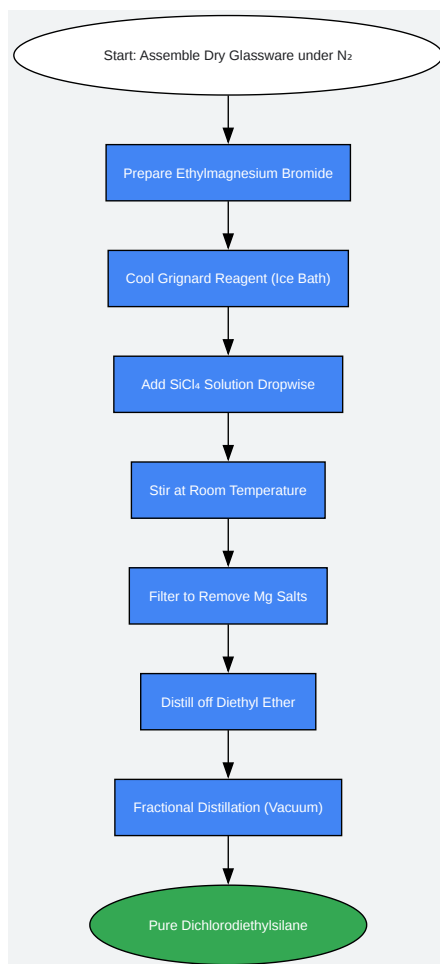 Start: Assemble Dry Glassware under N₂
Prepare Ethylmagnesium Bromide
Cool Grignard Reagent (Ice Bath)
Add SiCl₄ Solution Dropwise
Stir at Room Temperature
Filter to Remove Mg Salts
Distill off Diethyl Ether
Fractional Distillation (Vacuum)
Pure Dichlorodiethylsilane